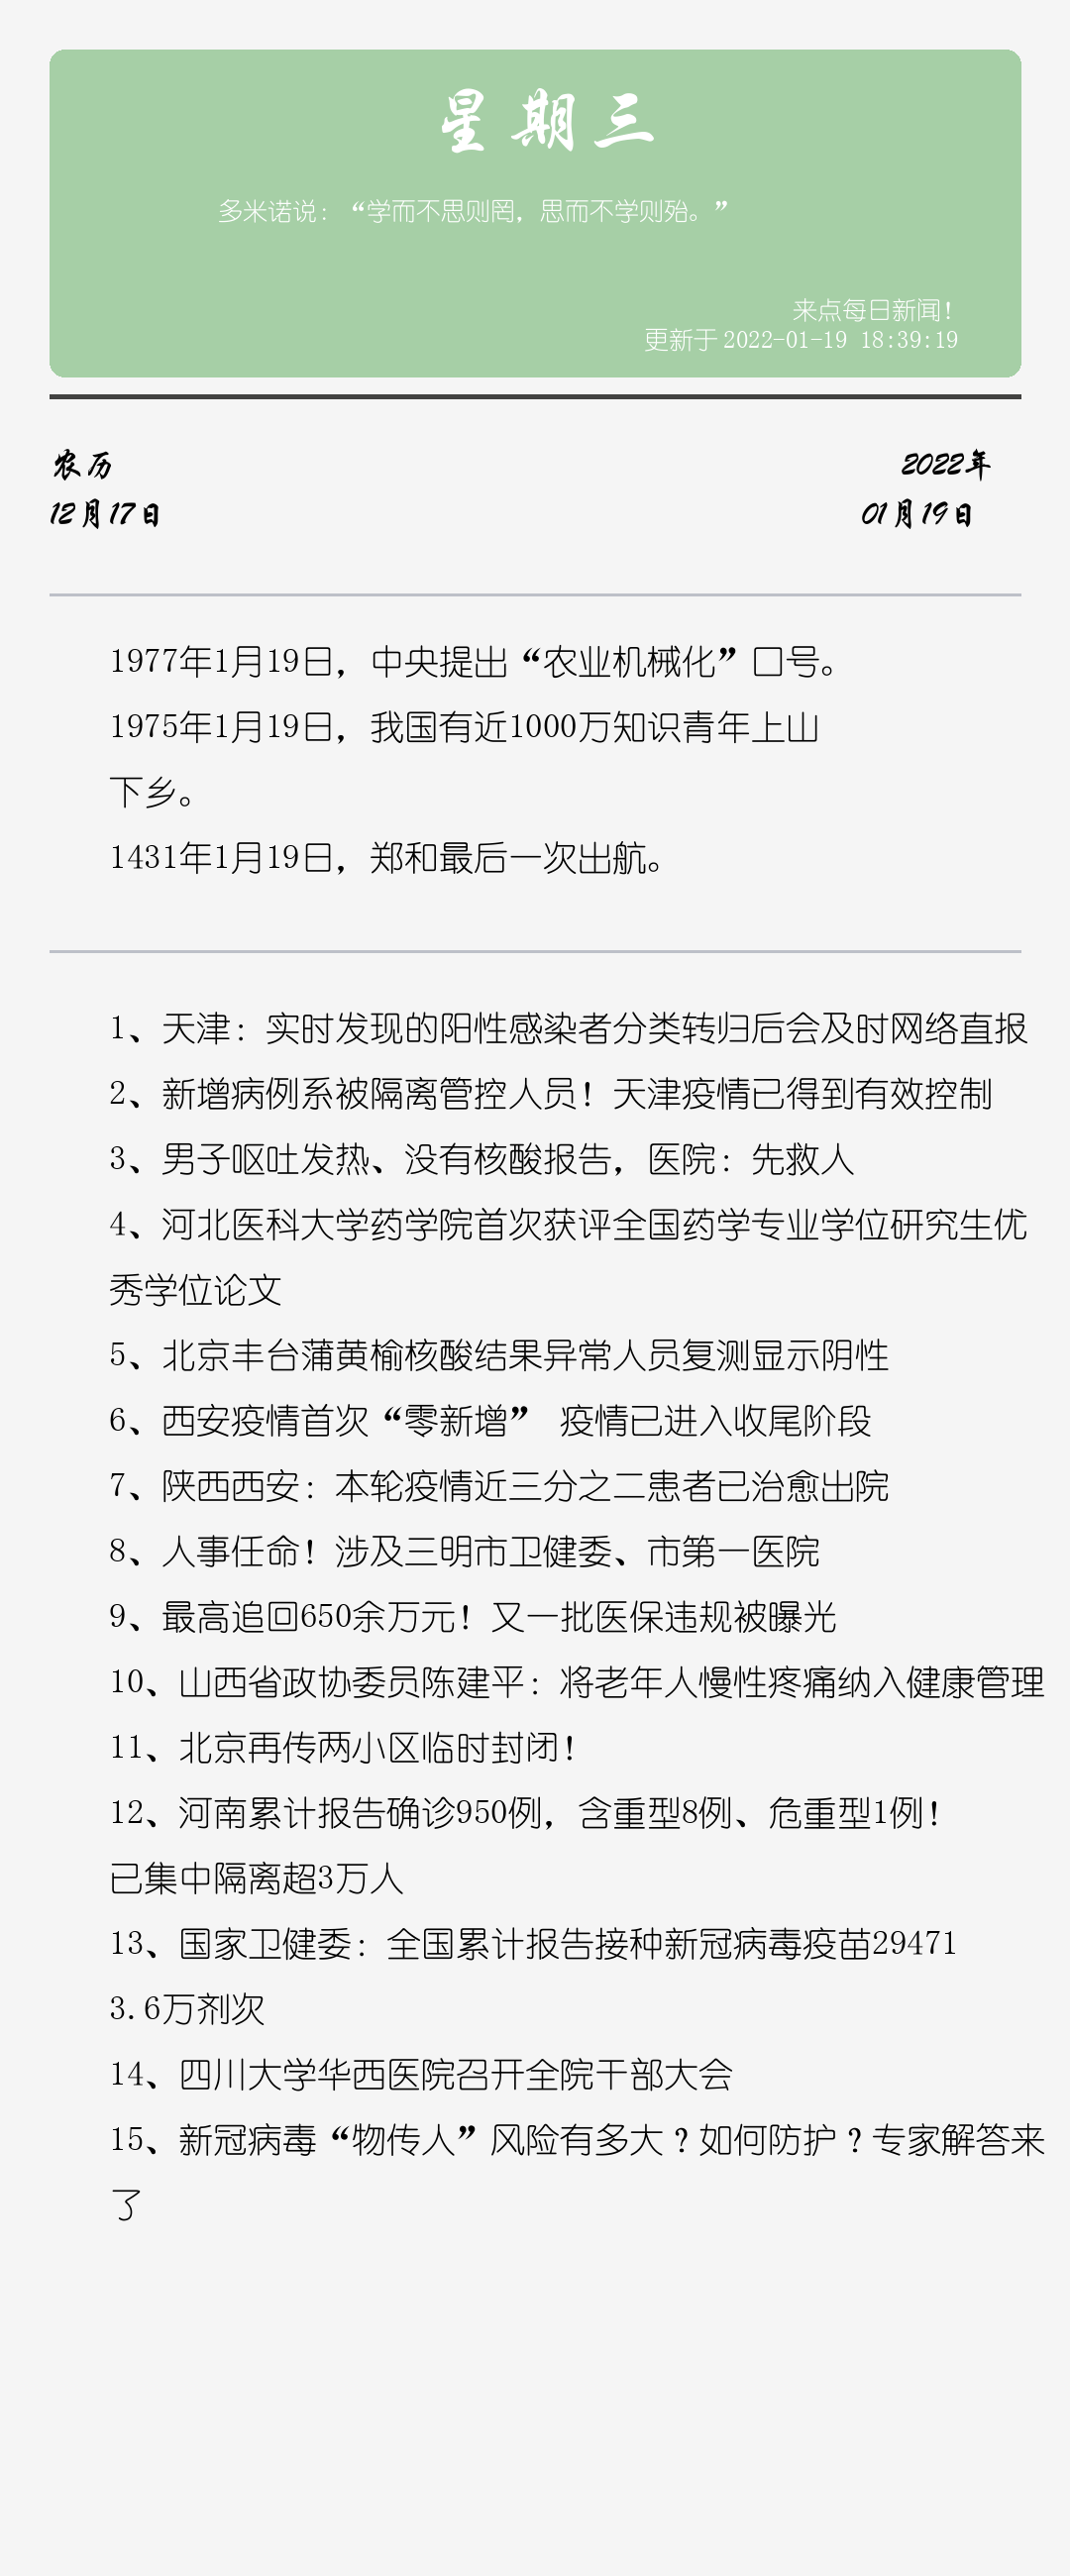 星期三
多米诺说：“学而不思则罔，思而不学则殆。”
来点每日新闻！
更新于2022-01-19 18:39:19
农历
2022年
12月17日
01月19日
1977年1月19日，中央提出“农业机械化”口号。
1975年1月19日，我国有近1000万知识青年上山
下乡。
1431年1月19日，郑和最后一次出航。
1、天津：实时发现的阳性感染者分类转归后会及时网络直报
2、新增病例系被隔离管控人员！天津疫情已得到有效控制
3、男子呕吐发热、没有核酸报告，医院：先救人
4、河北医科大学药学院首次获评全国药学专业学位研究生优
秀学位论文
5、北京丰台蒲黄榆核酸结果异常人员复测显示阴性
6、西安疫情首次“零新增” 疫情已进入收尾阶段
7、陕西西安：本轮疫情近三分之二患者已治愈出院
8、人事任命！涉及三明市卫健委、市第一医院
9、最高追回650余万元！又一批医保违规被曝光
10、山西省政协委员陈建平：将老年人慢性疼痛纳入健康管理
11、北京再传两小区临时封闭！
12、河南累计报告确诊950例，含重型8例、危重型1例！
已集中隔离超3万人
13、国家卫健委：全国累计报告接种新冠病毒疫苗29471
3.6万剂次
14、四川大学华西医院召开全院干部大会
15、新冠病毒“物传人”风险有多大？如何防护？专家解答来
了